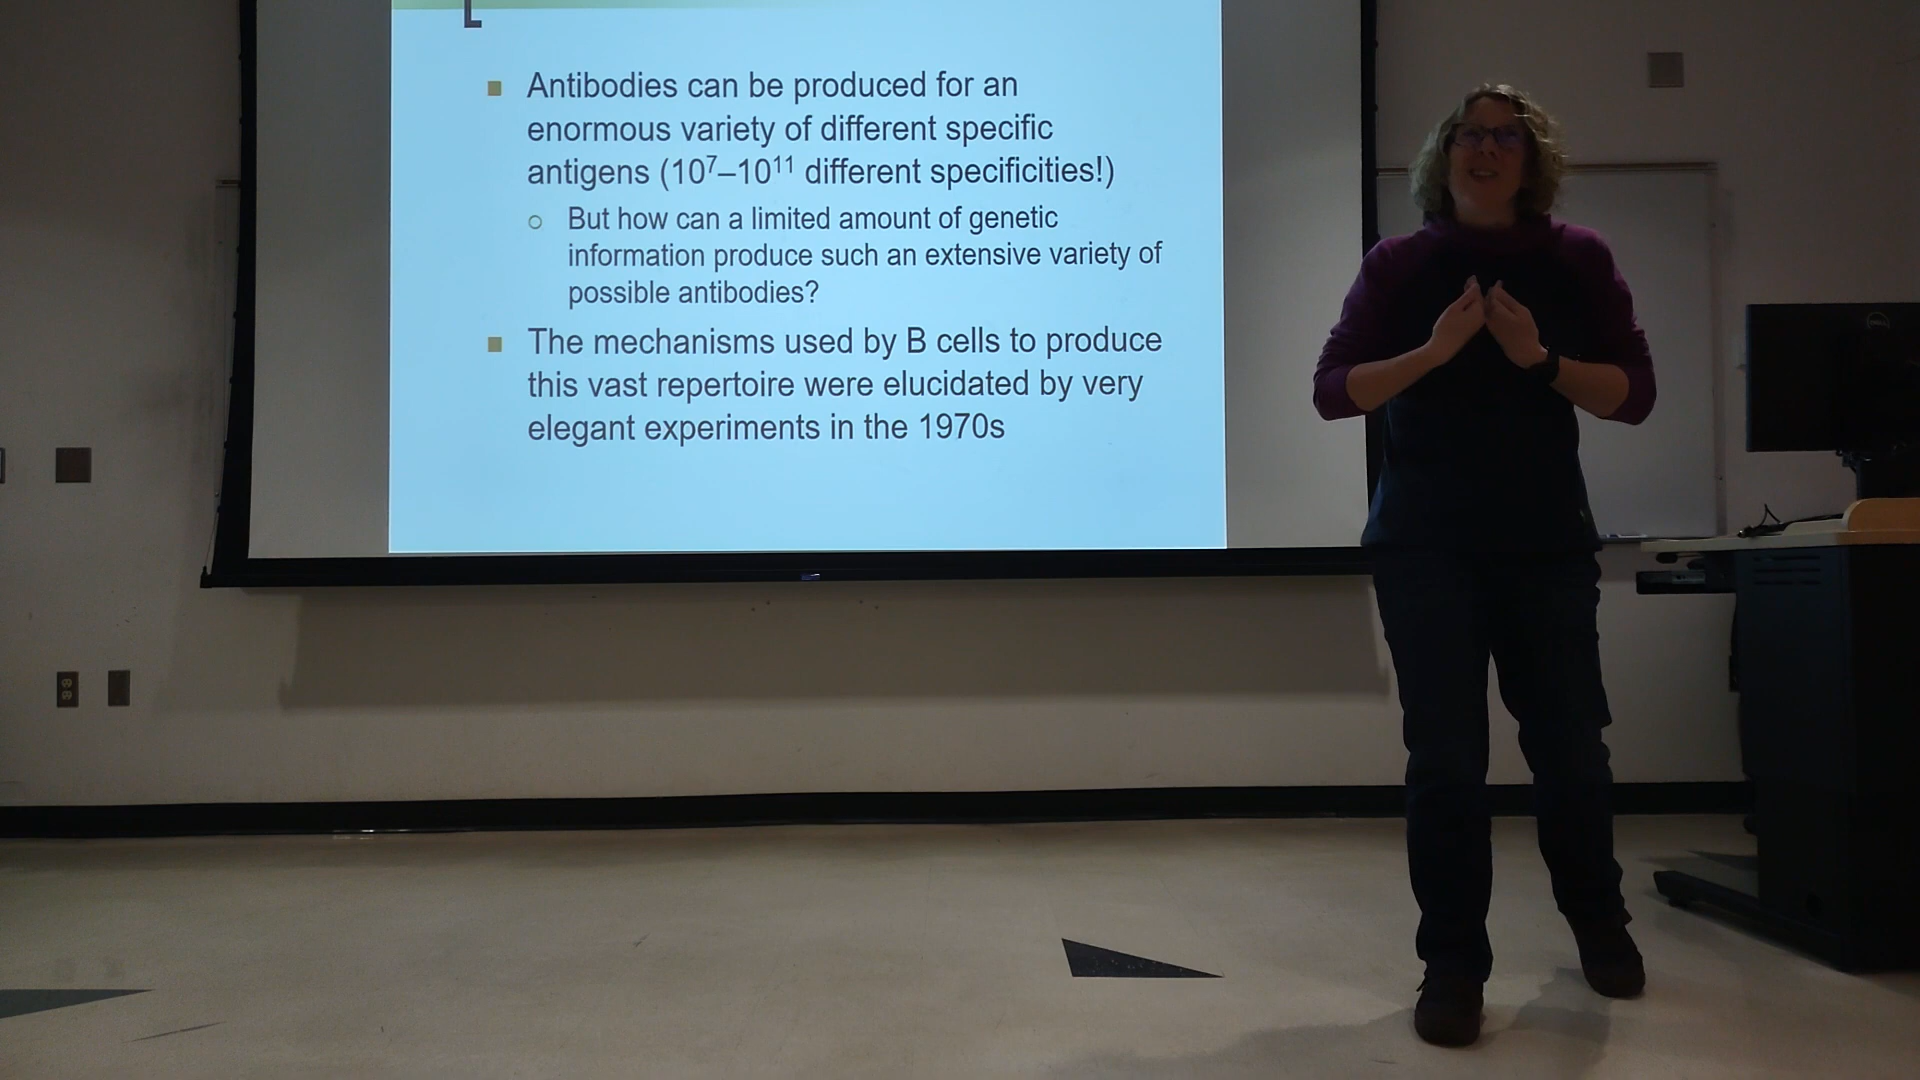 Antibodies can be produced for an
enormous variety of different specific
antigens (10⁷–10¹¹ different specificities!)
But how can a limited amount of genetic
information produce such an extensive variety of
possible antibodies?
The mechanisms used by B cells to produce
this vast repertoire were elucidated by very
elegant experiments in the 1970s
DELL